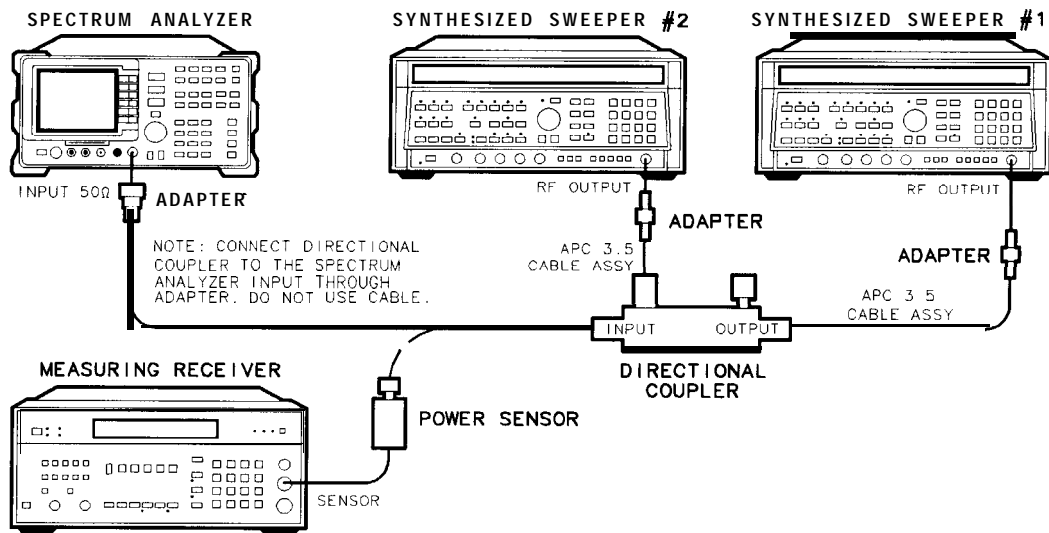 SPECTRUM ANALYZER
SYNTHESIZED SWEEPER #2
SYNTHESIZED SWEEPER #1
INPUT 50Ω
ADAPTER
RF OUTPUT
RF OUTPUT
ADAPTER
ADAPTER
NOTE: CONNECT DIRECTIONAL
COUPLER TO THE SPECTRUM
ANALYZER INPUT THROUGH
ADAPTER. DO NOT USE CABLE.
APC 3.5
CABLE ASSY
APC 3 5
CABLE ASSY
INPUT
OUTPUT
DIRECTIONAL
COUPLER
MEASURING RECEIVER
POWER SENSOR
SENSOR